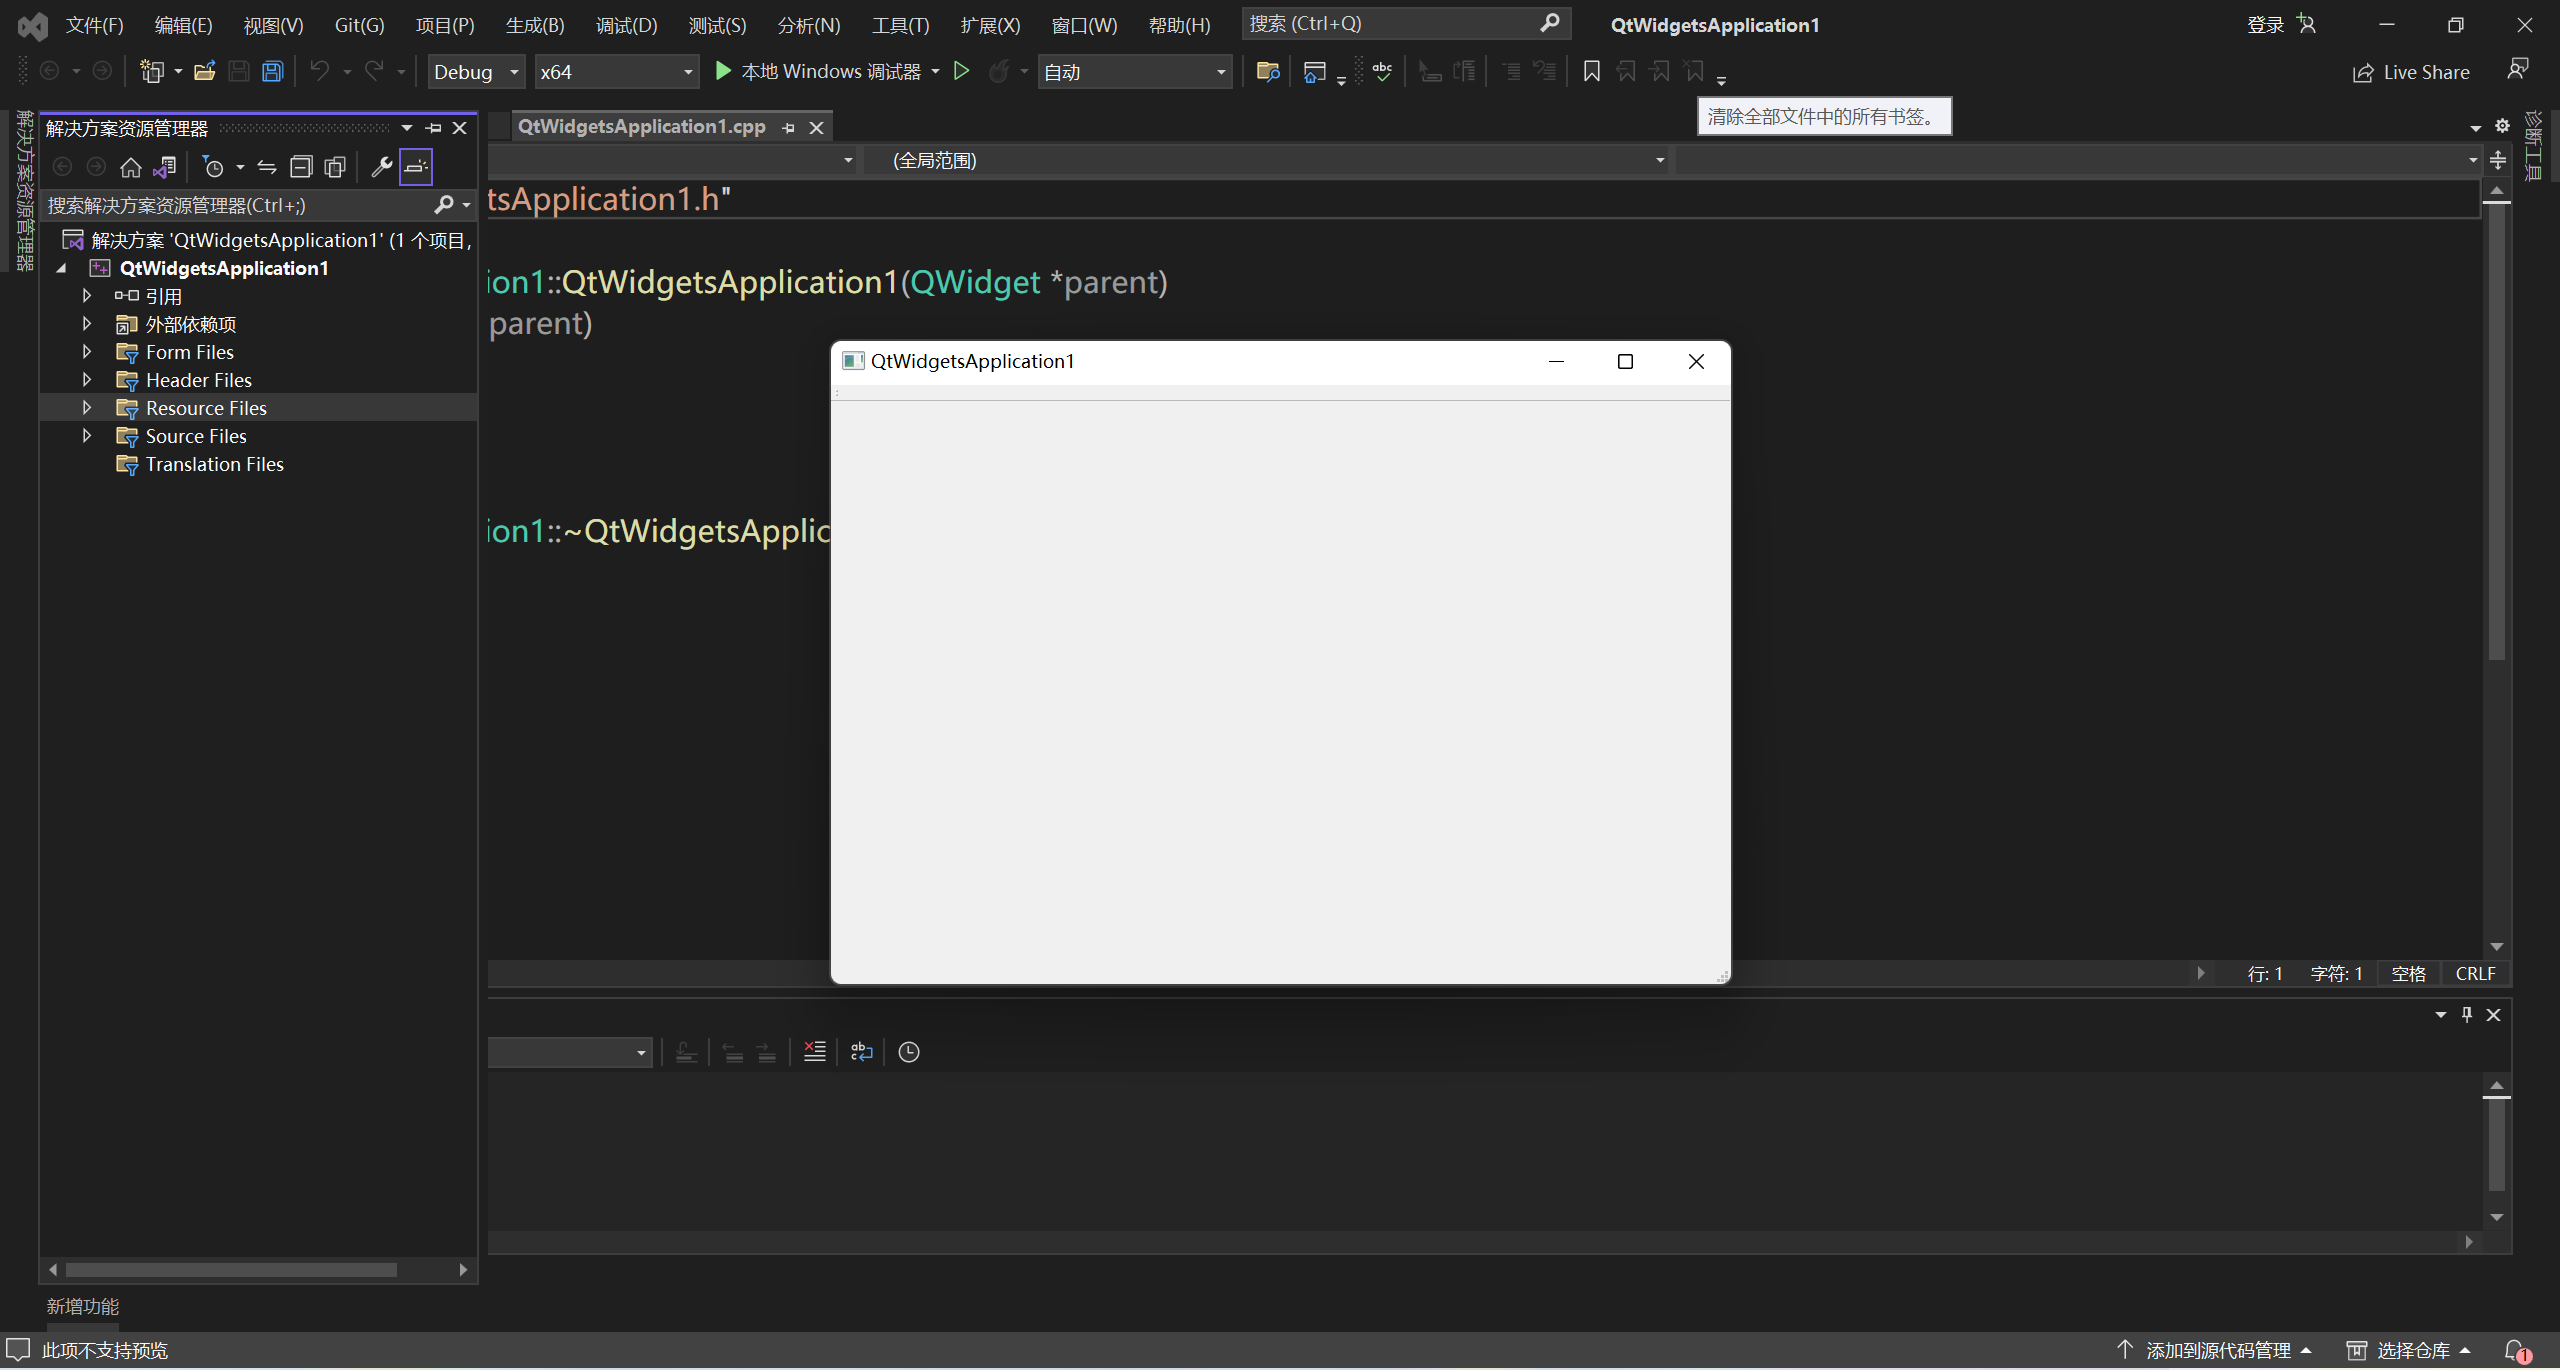 文件(F) 编辑(E) 视图(V) Git(G) 项目(P) 生成(B) 调试(D) 测试(S) 分析(N) 工具(T) 扩展(X) 窗口(W) 帮助(H) 搜索 (Ctrl+Q) QtWidgetsApplication1 登录
Debug x64 本地 Windows 调试器 自动 abc Live Share
清除全部文件中的所有书签。
解决方案资源管理器
解决方案资源管理器
QtWidgetsApplication1.cpp
诊断工具
(全局范围)
搜索解决方案资源管理器(Ctrl+;)
解决方案 'QtWidgetsApplication1' (1 个项目,
QtWidgetsApplication1
引用
外部依赖项
Form Files
Header Files
Resource Files
Source Files
Translation Files
tsApplication1.h"
ion1::QtWidgetsApplication1(QWidget *parent)
parent)
ion1::~QtWidgetsApplic
QtWidgetsApplication1
行: 1 字符: 1 空格 CRLF
新增功能
此项不支持预览 添加到源代码管理 选择仓库 1